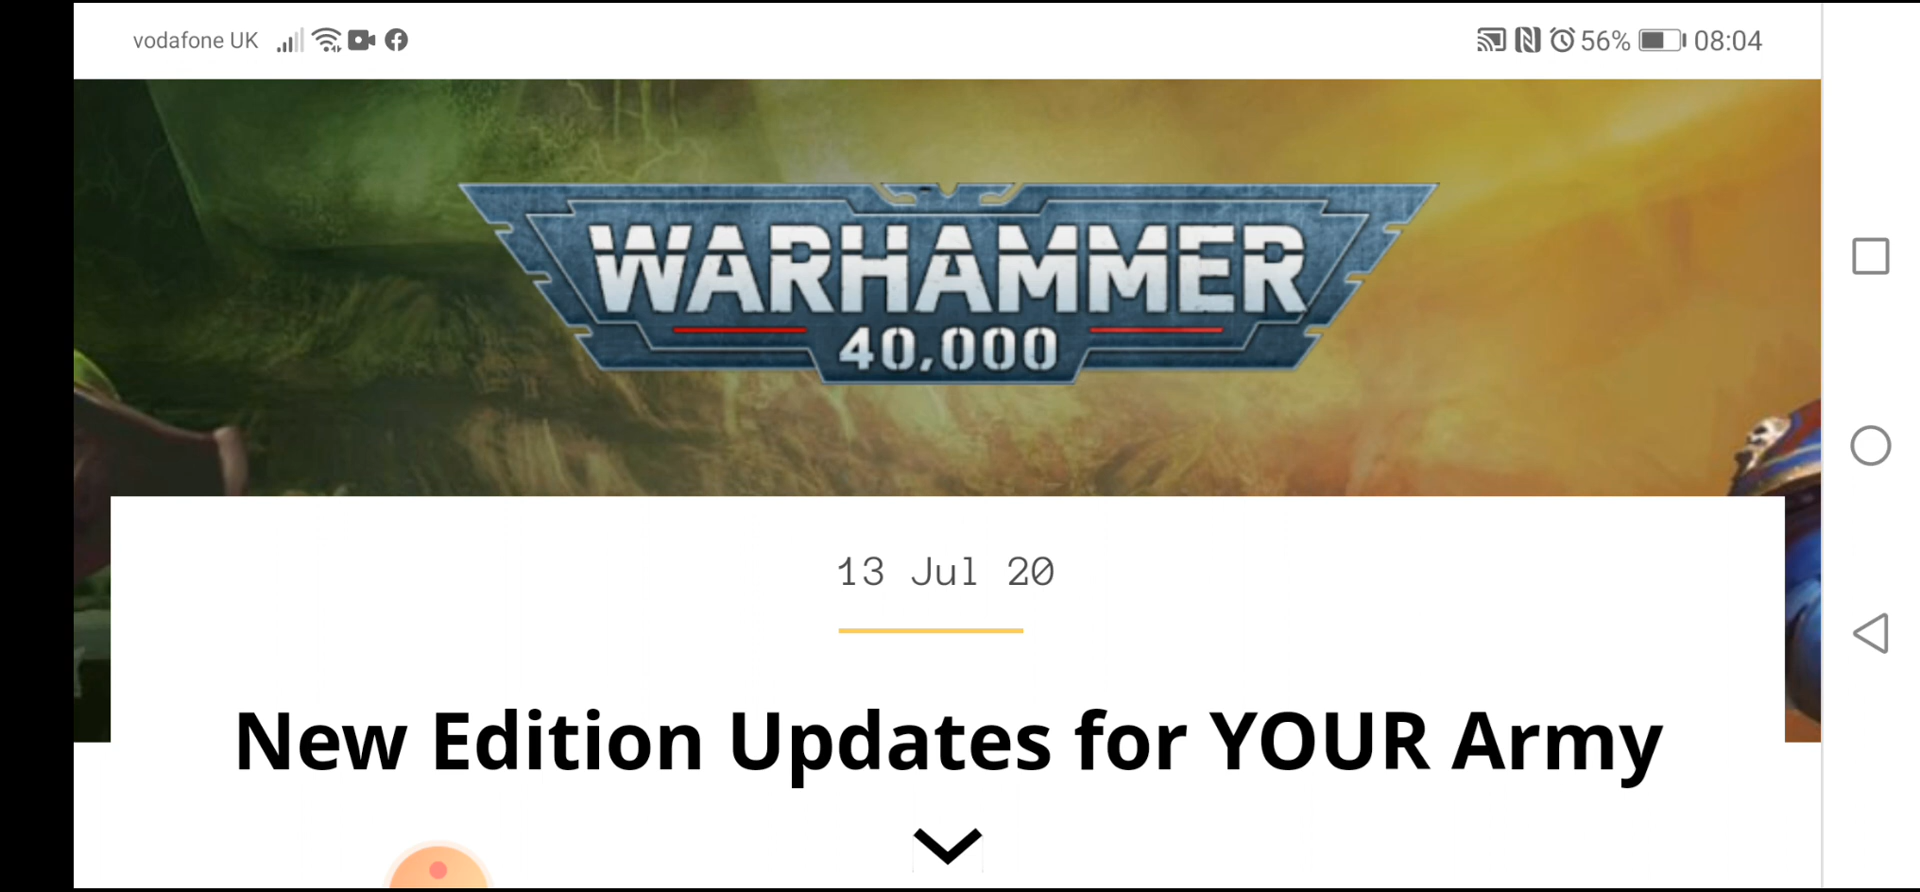 vodafone UK 56% 08:04
WARHAMMER
40,000
13 Jul 20
New Edition Updates for YOUR Army